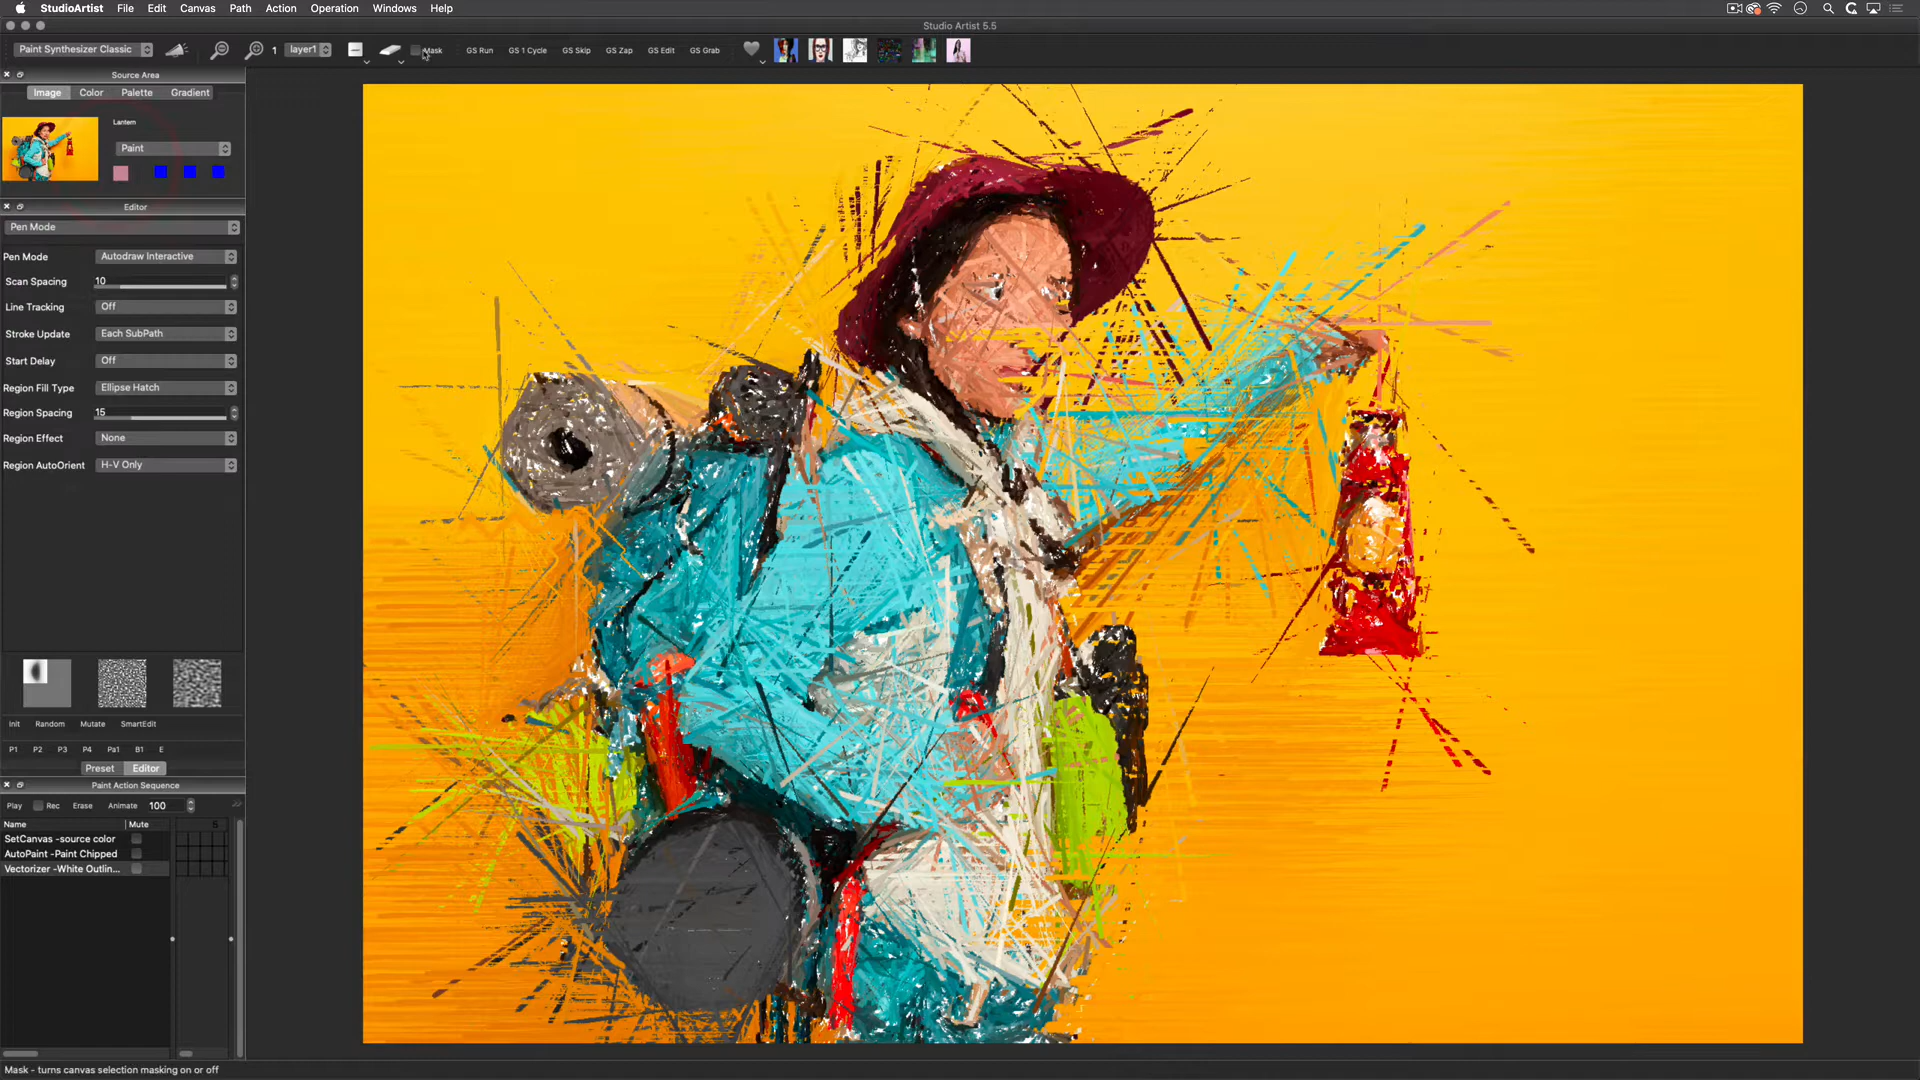 StudioArtist File Edit Canvas Path Action Operation Windows Help
Studio Artist 5.5
Paint Synthesizer Classic 1 layer1 Mask GS Run GS 1 Cycle GS Skip GS Zap GS Edit GS Grab
Source Area
Image Color Palette Gradient
Lantern
Paint
Editor
Pen Mode
Pen Mode Autodraw Interactive
Scan Spacing 10
Line Tracking Off
Stroke Update Each SubPath
Start Delay Off
Region Fill Type Ellipse Hatch
Region Spacing 15
Region Effect None
Region AutoOrient H-V Only
Init Random Mutate SmartEdit
P1 P2 P3 P4 Pa1 B1 E
Preset Editor
Paint Action Sequence
Play Rec Erase Animate 100
Name Mute 5
SetCanvas -source color
AutoPaint -Paint Chipped
Vectorizer -White Outlin...
Mask - turns canvas selection masking on or off